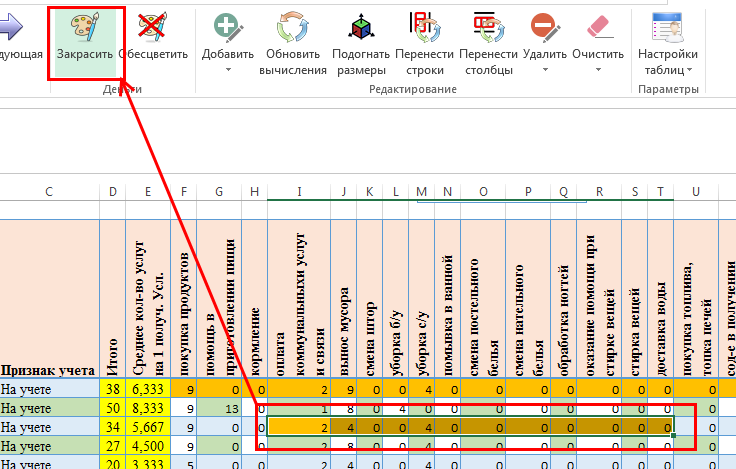 дующая
Закрасить
Обесцветить
Добавить
Обновить
вычисления
Подогнать
размеры
Перенести
строки
Перенести
столбцы
Удалить
Очистить
Настройки
таблиц
Деньги
Редактирование
Параметры
C D E F G H I J K L M N O P Q R S T U
Признак учета
Итого
Среднее кол-во услуг
на 1 получ. Усл.
покупка продуктов
помощь в
приготовлении пищи
кормление
оплата
коммунальныхи услуг
и связи
вынос мусора
смена штор
уборка б/у
уборка с/у
помывка в ванной
смена постельного
белья
смена нательного
белья
обработка ногтей
оказание помощи при
стирке вещей
стирка вещей
доставка воды
покупка топлива,
топка печей
сод-е в получении
На учете 38 6,333 9 0 0 2 9 0 0 4 0 0 0 0 0 0 0 0
На учете 50 8,333 9 13 0 1 8 0 4 0 0 0 0 0 0 0 0 0
На учете 34 5,667 9 0 0 2 4 0 0 4 0 0 0 0 0 0 0 0
На учете 27 4,500 9 0 0 2 8 0 0 4 0 0 0 0 0 0 0 0
На учете 20 3,333 5 0 0 2 4 0 0 4 0 0 0 0 0 0 0 0